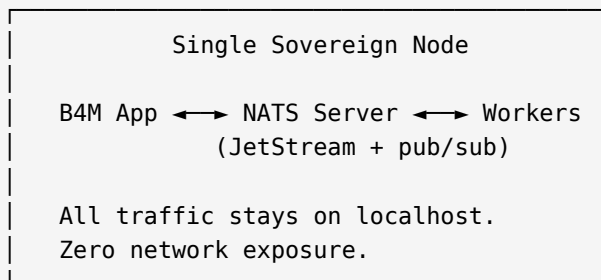 Single Sovereign Node
B4M App ◄──► NATS Server ◄──► Workers
(JetStream + pub/sub)
All traffic stays on localhost.
Zero network exposure.